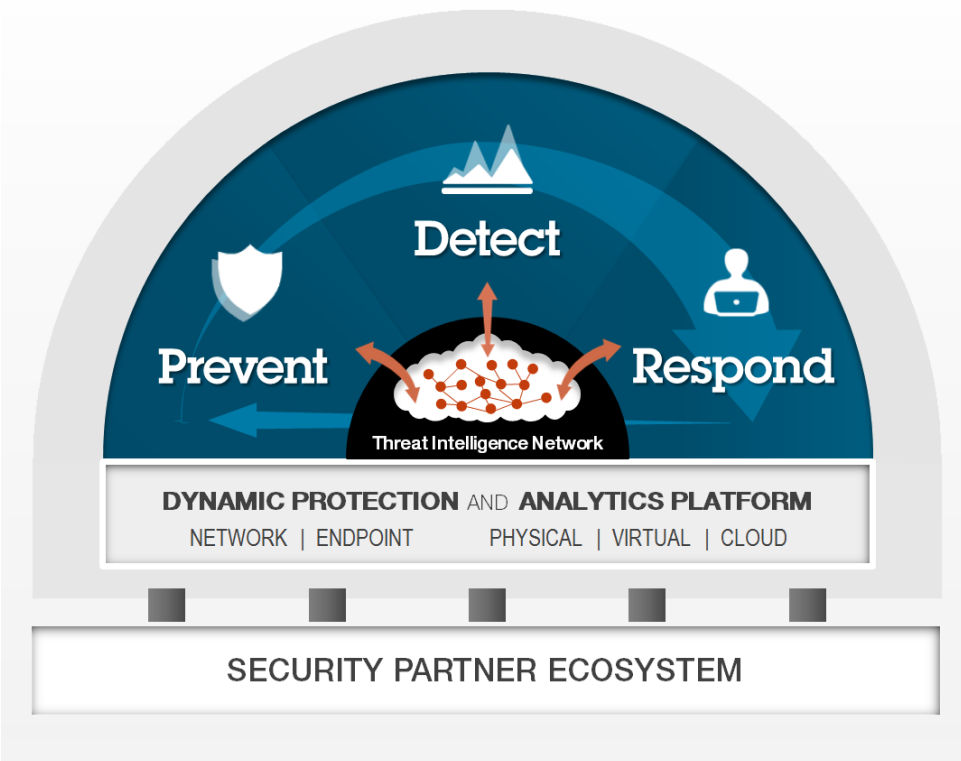 Detect
Prevent
Respond
Threat Intelligence Network
DYNAMIC PROTECTION AND ANALYTICS PLATFORM
NETWORK | ENDPOINT PHYSICAL | VIRTUAL | CLOUD
SECURITY PARTNER ECOSYSTEM